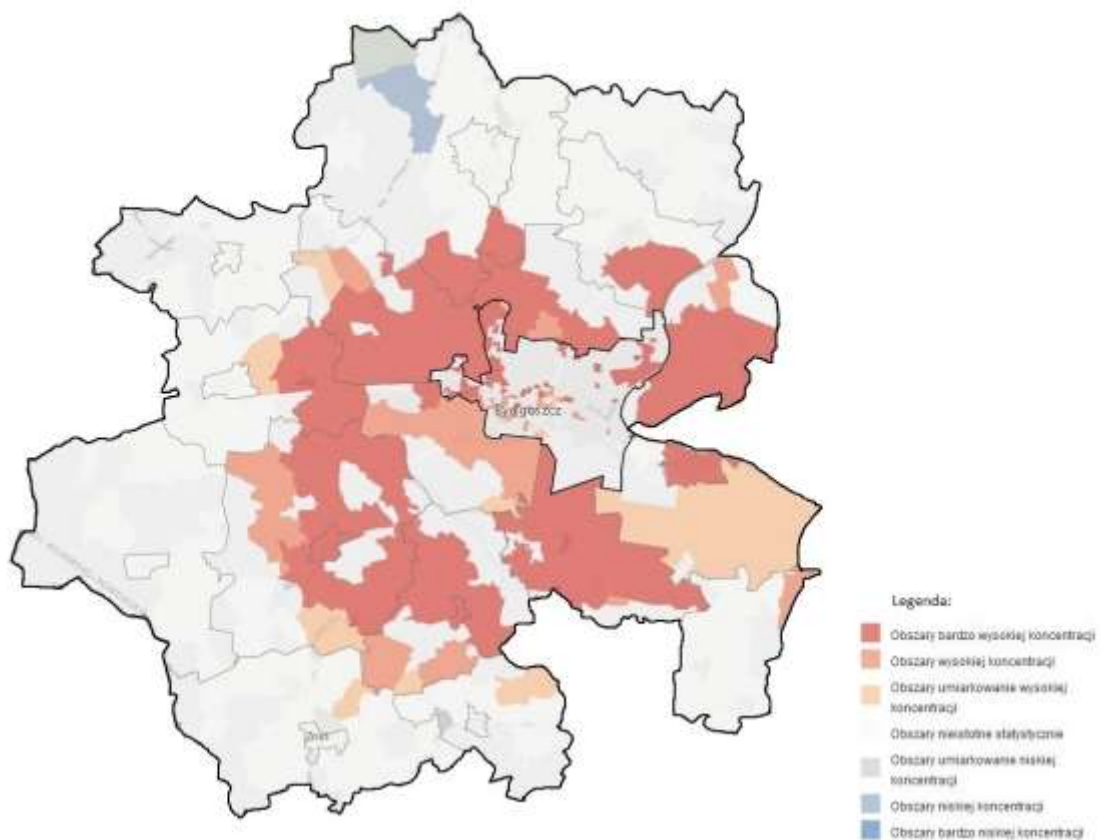 Bydgoszcz
Żnin
Legenda:
Obszary bardzo wysokiej koncentracji
Obszary wysokiej koncentracji
Obszary umiarkowanie wysokiej
koncentracji
Obszary nieistotne statystycznie
Obszary umiarkowanie niskiej
koncentracji
Obszary niskiej koncentracji
Obszary bardzo niskiej koncentracji